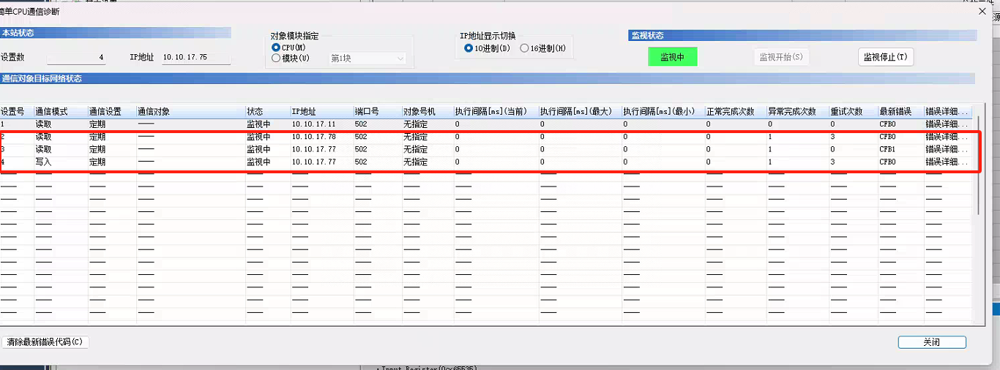 简单CPU通信诊断
本站状态
设置数 4 IP地址 10.10.17.75
对象模块指定
CPU(M)
模块(U) 第1块
IP地址显示切换
10进制(D) 16进制(H)
监视状态
监视中 监视开始(S) 监视停止(T)
通信对象目标网络状态
设置号 通信模式 通信设置 通信对象 状态 IP地址 端口号 对象号机 执行间隔[ms](当前) 执行间隔[ms](最大) 执行间隔[ms](最小) 正常完成次数 异常完成次数 重试次数 最新错误 错误详细...
1 读取 定期 —— 监视中 10.10.17.11 502 无指定 0 0 0 0 0 0 CFB0 错误详细...
2 读取 定期 —— 监视中 10.10.17.78 502 无指定 0 0 0 0 1 3 CFB0 错误详细...
3 读取 定期 —— 监视中 10.10.17.77 502 无指定 0 0 0 0 1 0 CFB1 错误详细...
4 写入 定期 —— 监视中 10.10.17.77 502 无指定 0 0 0 0 1 3 CFB0 错误详细...
清除最新错误代码(C) 关闭